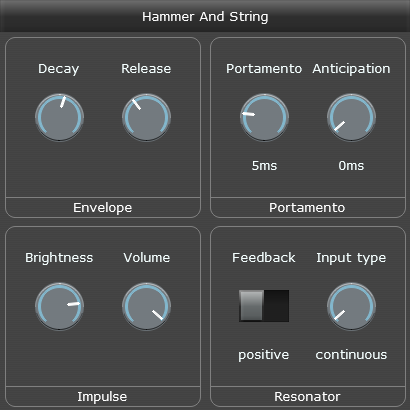 Hammer And String
Decay Release
Envelope
Portamento Anticipation
5ms 0ms
Portamento
Brightness Volume
Impulse
Feedback Input type
positive continuous
Resonator